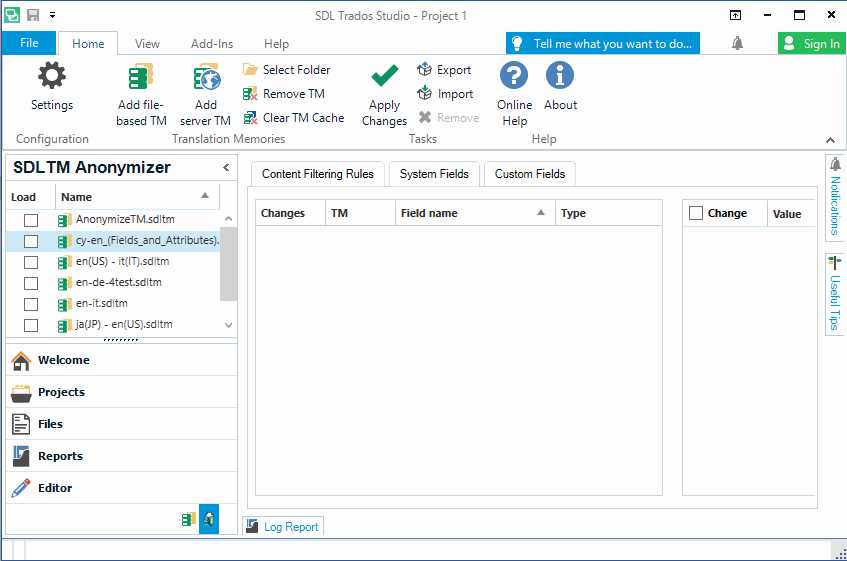 SDL Trados Studio - Project 1
File Home View Add-Ins Help Tell me what you want to do... Sign In
Settings
Configuration
Add file-based TM
Add server TM
Select Folder
Remove TM
Clear TM Cache
Translation Memories
Apply Changes
Export
Import
Remove
Tasks
Online Help
About
Help
SDLTM Anonymizer
Load Name
AnonymizeTM.sdltm
cy-en_(Fields_and_Attributes).
en(US) - it(IT).sdltm
en-de-4test.sdltm
en-it.sdltm
ja(JP) - en(US).sdltm
Welcome
Projects
Files
Reports
Editor
Content Filtering Rules System Fields Custom Fields
Changes TM Field name Type
Change Value
Log Report
Notifications
Useful Tips